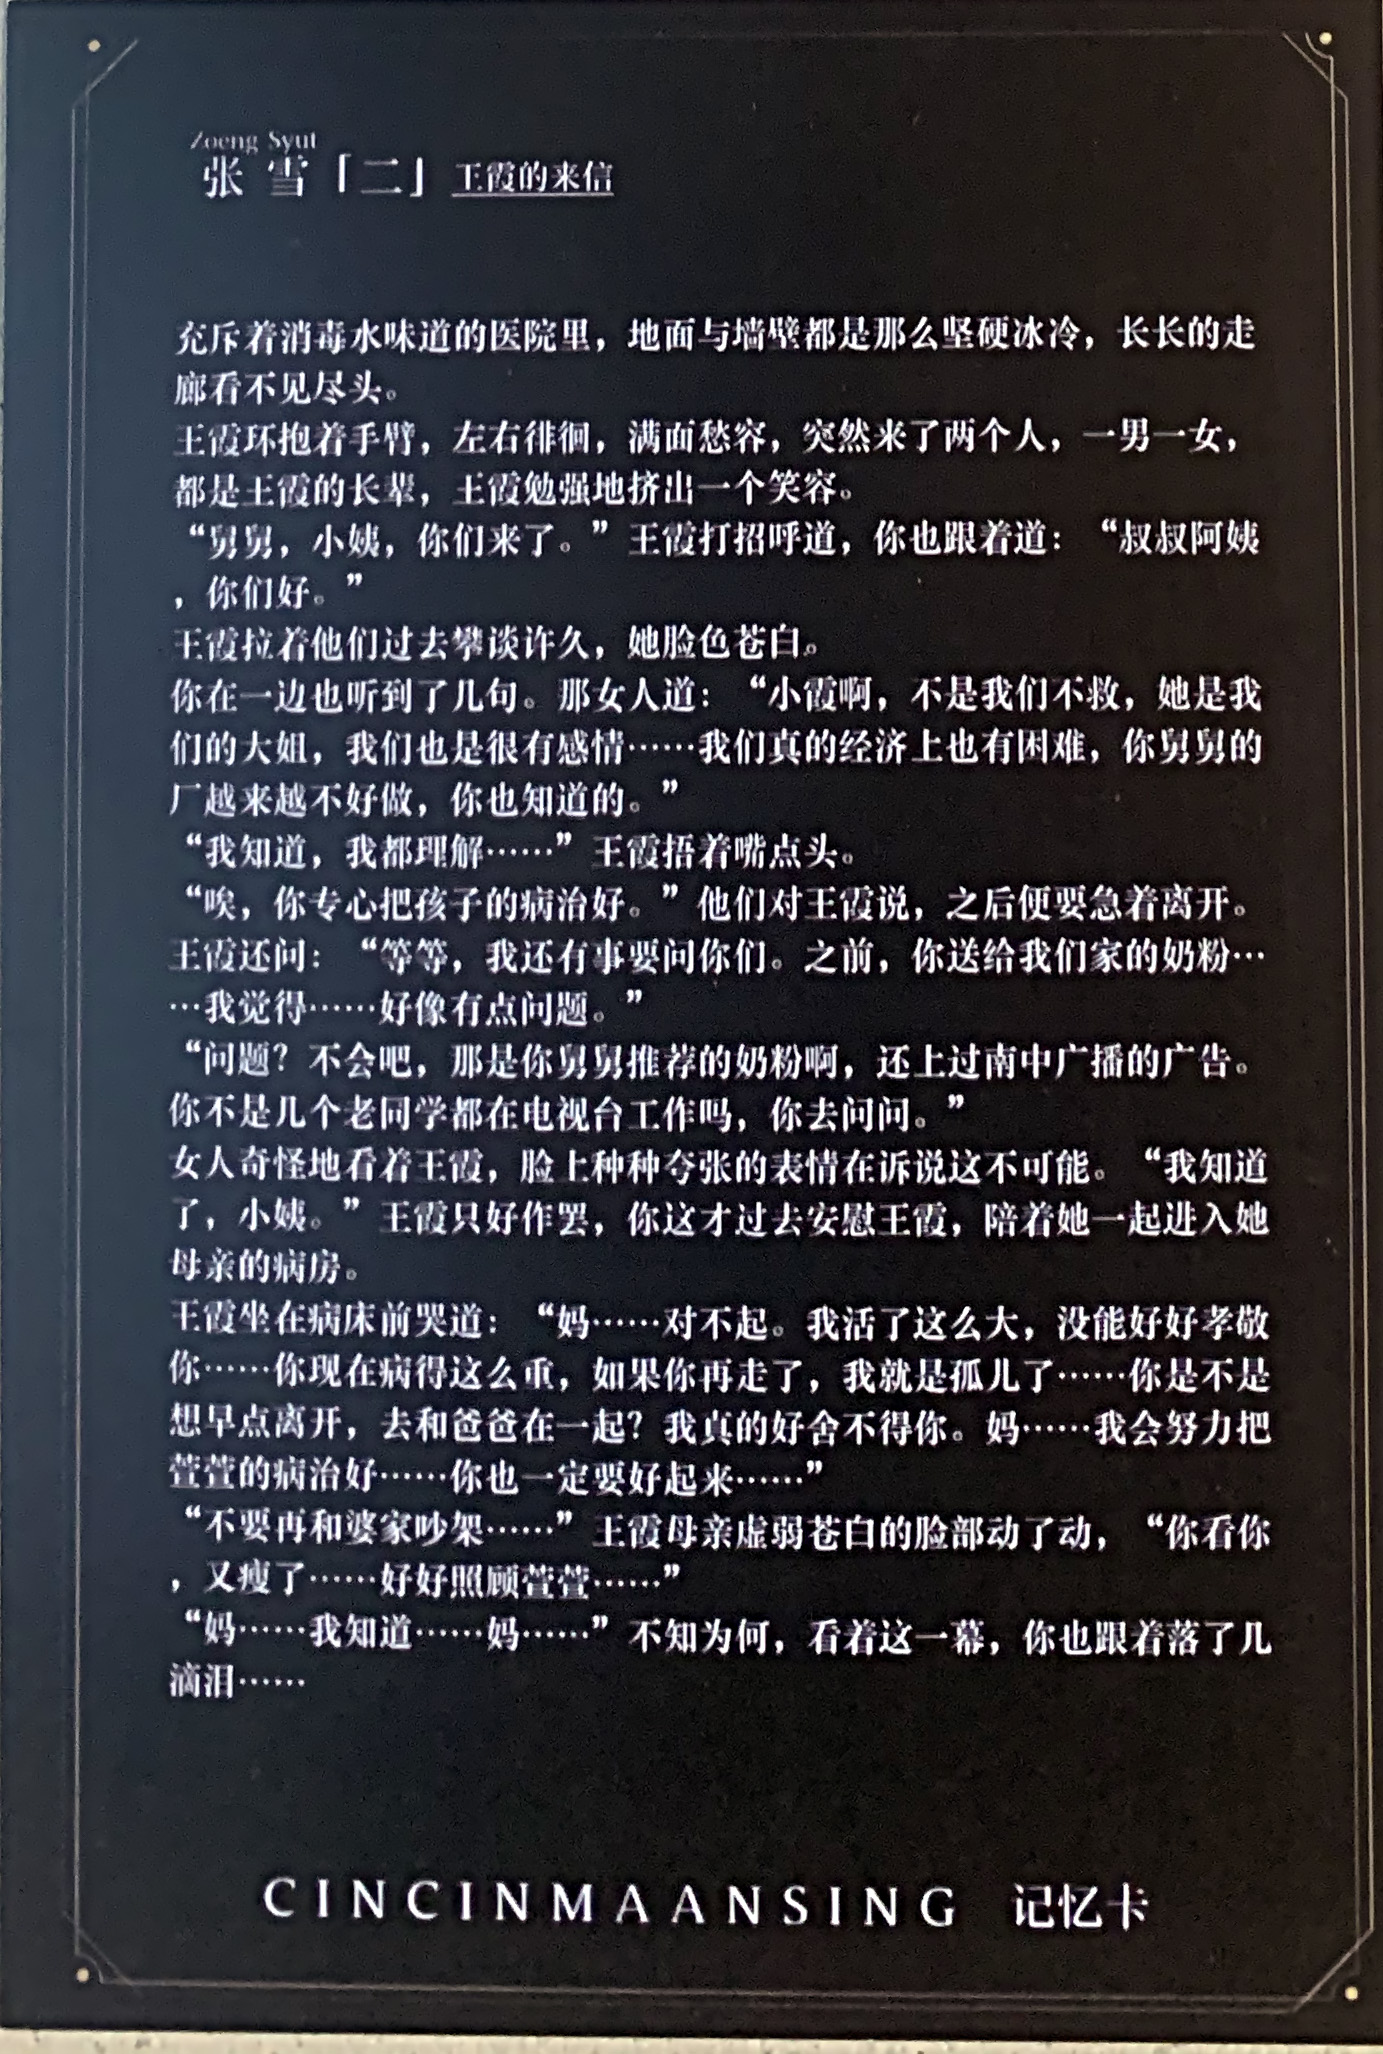 Zoeng Syut
张 雪「二」王霞的来信
充斥着消毒水味道的医院里，地面与墙壁都是那么坚硬冰冷，长长的走
廊看不见尽头。
王霞环抱着手臂，左右徘徊，满面愁容，突然来了两个人，一男一女，
都是王霞的长辈，王霞勉强地挤出一个笑容。
“舅舅，小姨，你们来了。”王霞打招呼道，你也跟着道：“叔叔阿姨
，你们好。”
王霞拉着他们过去攀谈许久，她脸色苍白。
你在一边也听到了几句。那女人道：“小霞啊，不是我们不救，她是我
们的大姐，我们也是很有感情……我们真的经济上也有困难，你舅舅的
厂越来越不好做，你也知道的。”
“我知道，我都理解……”王霞捂着嘴点头。
“唉，你专心把孩子的病治好。”他们对王霞说，之后便要急着离开。
王霞还问：“等等，我还有事要问你们。之前，你送给我们家的奶粉…
…我觉得……好像有点问题。”
“问题？不会吧，那是你舅舅推荐的奶粉啊，还上过南中广播的广告。
你不是几个老同学都在电视台工作吗，你去问问。”
女人奇怪地看着王霞，脸上种种夸张的表情在诉说这不可能。“我知道
了，小姨。”王霞只好作罢，你这才过去安慰王霞，陪着她一起进入她
母亲的病房。
王霞坐在病床前哭道：“妈……对不起。我活了这么大，没能好好孝敬
你……你现在病得这么重，如果你再走了，我就是孤儿了……你是不是
想早点离开，去和爸爸在一起？我真的好舍不得你。妈……我会努力把
萱萱的病治好……你也一定要好起来……”
“不要再和婆家吵架……”王霞母亲虚弱苍白的脸部动了动，“你看你
，又瘦了……好好照顾萱萱……”
“妈……我知道……妈……”不知为何，看着这一幕，你也跟着落了几
滴泪……
CINCINMAANSING 记忆卡